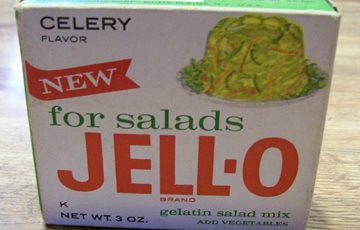 CELERY
FLAVOR
NEW
for salads
JELL-O
BRAND
K
gelatin salad mix
NET WT. 3 OZ.
ADD VEGETABLES